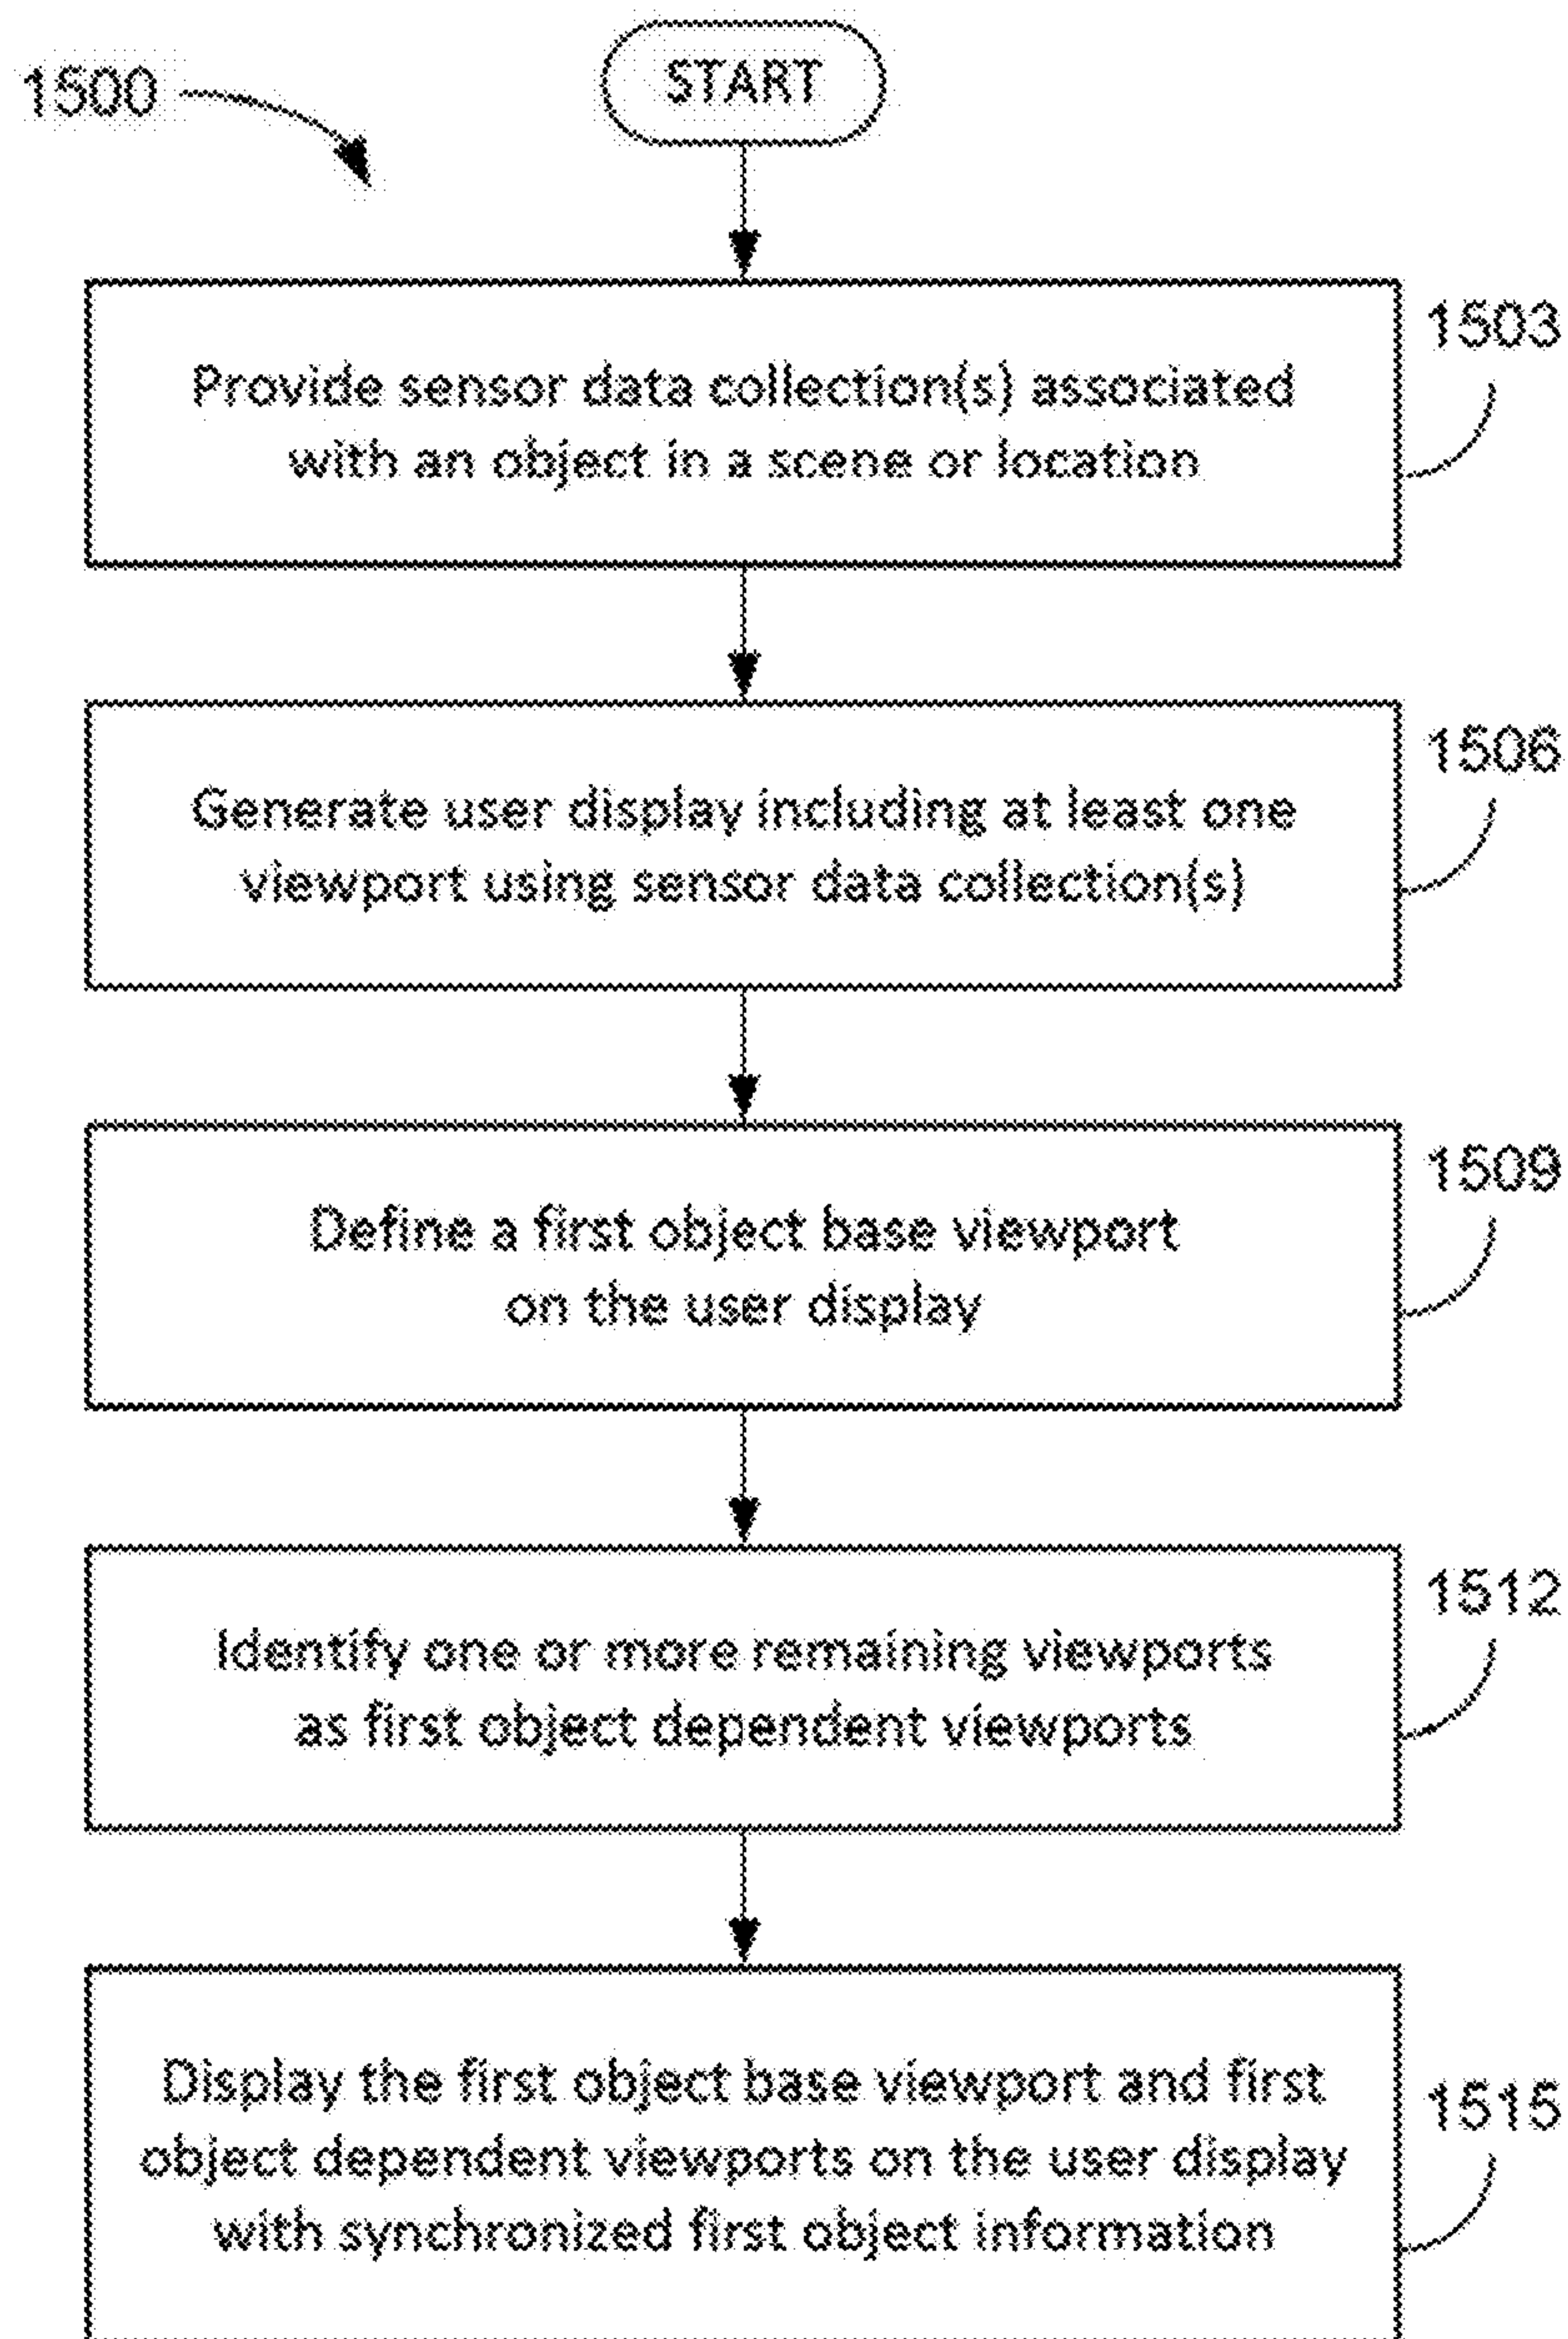 1500
START
1503
Provide sensor data collection(s) associated
with an object in a scene or location
1506
Generate user display including at least one
viewport using sensor data collection(s)
1509
Define a first object base viewport
on the user display
1512
Identify one or more remaining viewports
as first object dependent viewports
1515
Display the first object base viewport and first
object dependent viewports on the user display
with synchronized first object information